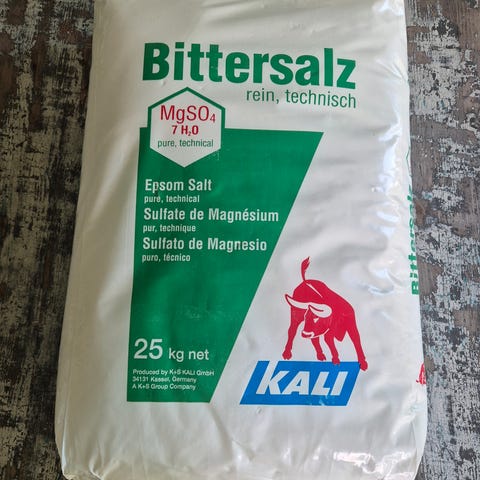 Bittersalz
rein, technisch
MgSO₄
7 H₂O
pure, technical
Epsom Salt
pure, technical
Sulfate de Magnésium
pur, technique
Sulfato de Magnesio
puro, técnico
25 kg net
Produced by K+S KALI GmbH
34131 Kassel, Germany
A K+S Group Company
KALI
Bittersalz